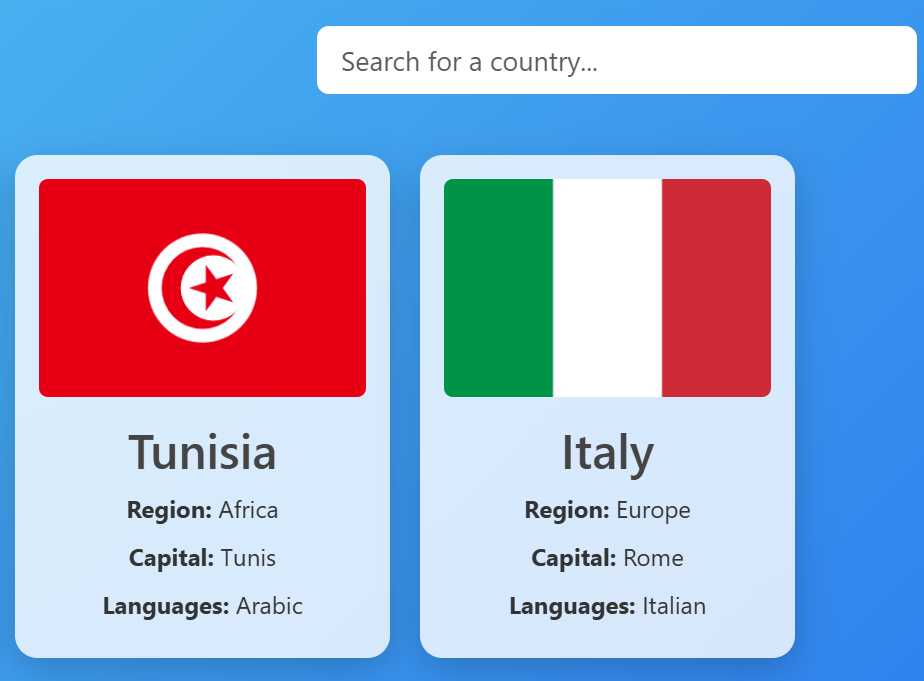 Search for a country...
Tunisia
Region: Africa
Capital: Tunis
Languages: Arabic
Italy
Region: Europe
Capital: Rome
Languages: Italian